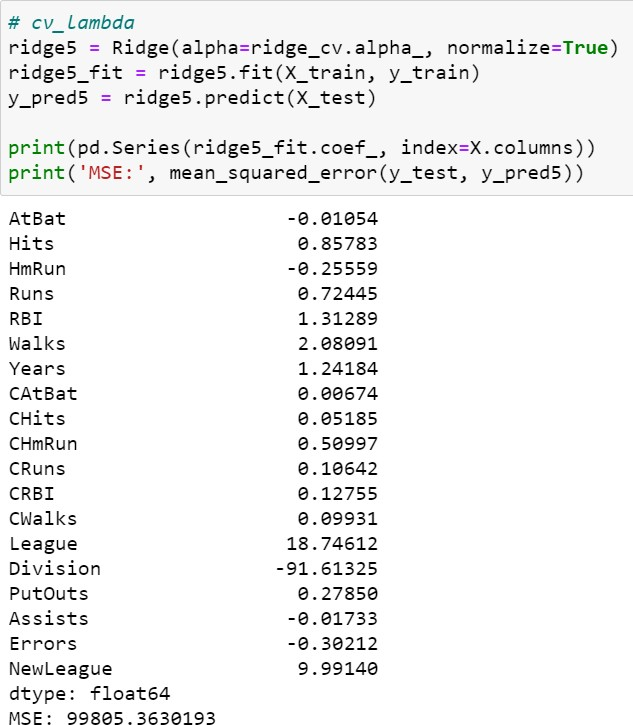 # cv_lambda
ridge5 = Ridge(alpha=ridge_cv.alpha_, normalize=True)
ridge5_fit = ridge5.fit(X_train, y_train)
y_pred5 = ridge5.predict(X_test)
print(pd.Series(ridge5_fit.coef_, index=X.columns))
print('MSE:', mean_squared_error(y_test, y_pred5))
AtBat -0.01054
Hits 0.85783
HmRun -0.25559
Runs 0.72445
RBI 1.31289
Walks 2.08091
Years 1.24184
CAtBat 0.00674
CHits 0.05185
CHmRun 0.50997
CRuns 0.10642
CRBI 0.12755
CWalks 0.09931
League 18.74612
Division -91.61325
PutOuts 0.27850
Assists -0.01733
Errors -0.30212
NewLeague 9.99140
dtype: float64
MSE: 99805.3630193